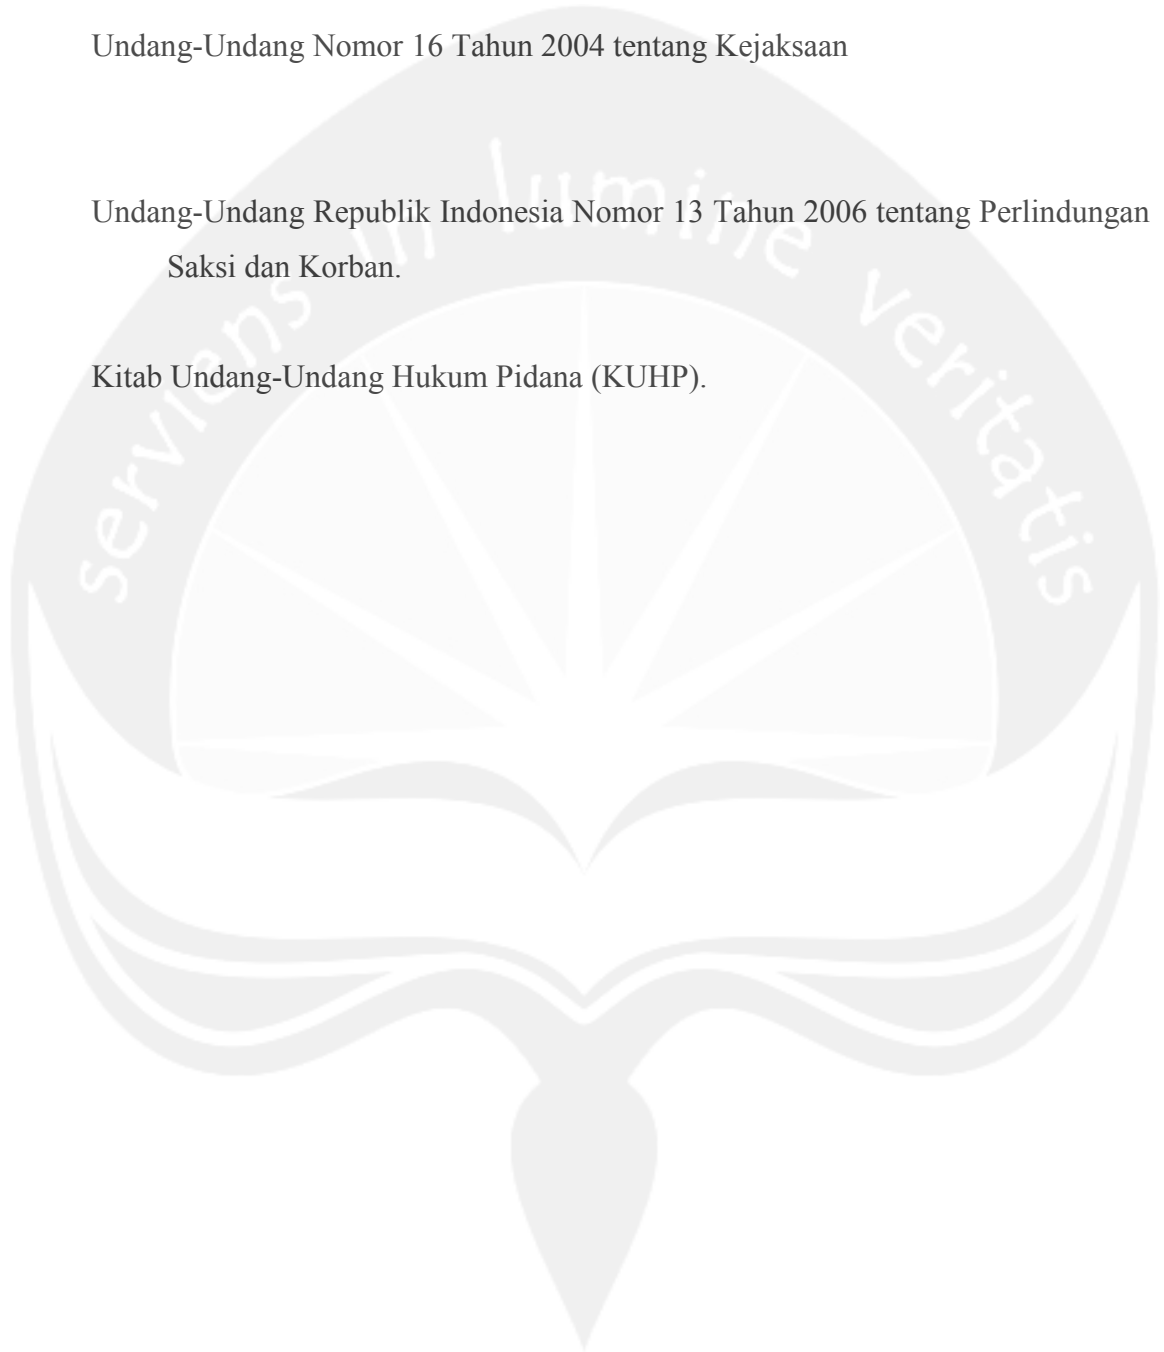 Undang-Undang Nomor 16 Tahun 2004 tentang Kejaksaan
Undang-Undang Republik Indonesia Nomor 13 Tahun 2006 tentang Perlindungan
Saksi dan Korban.
Kitab Undang-Undang Hukum Pidana (KUHP).
serviens in lumine veritatis